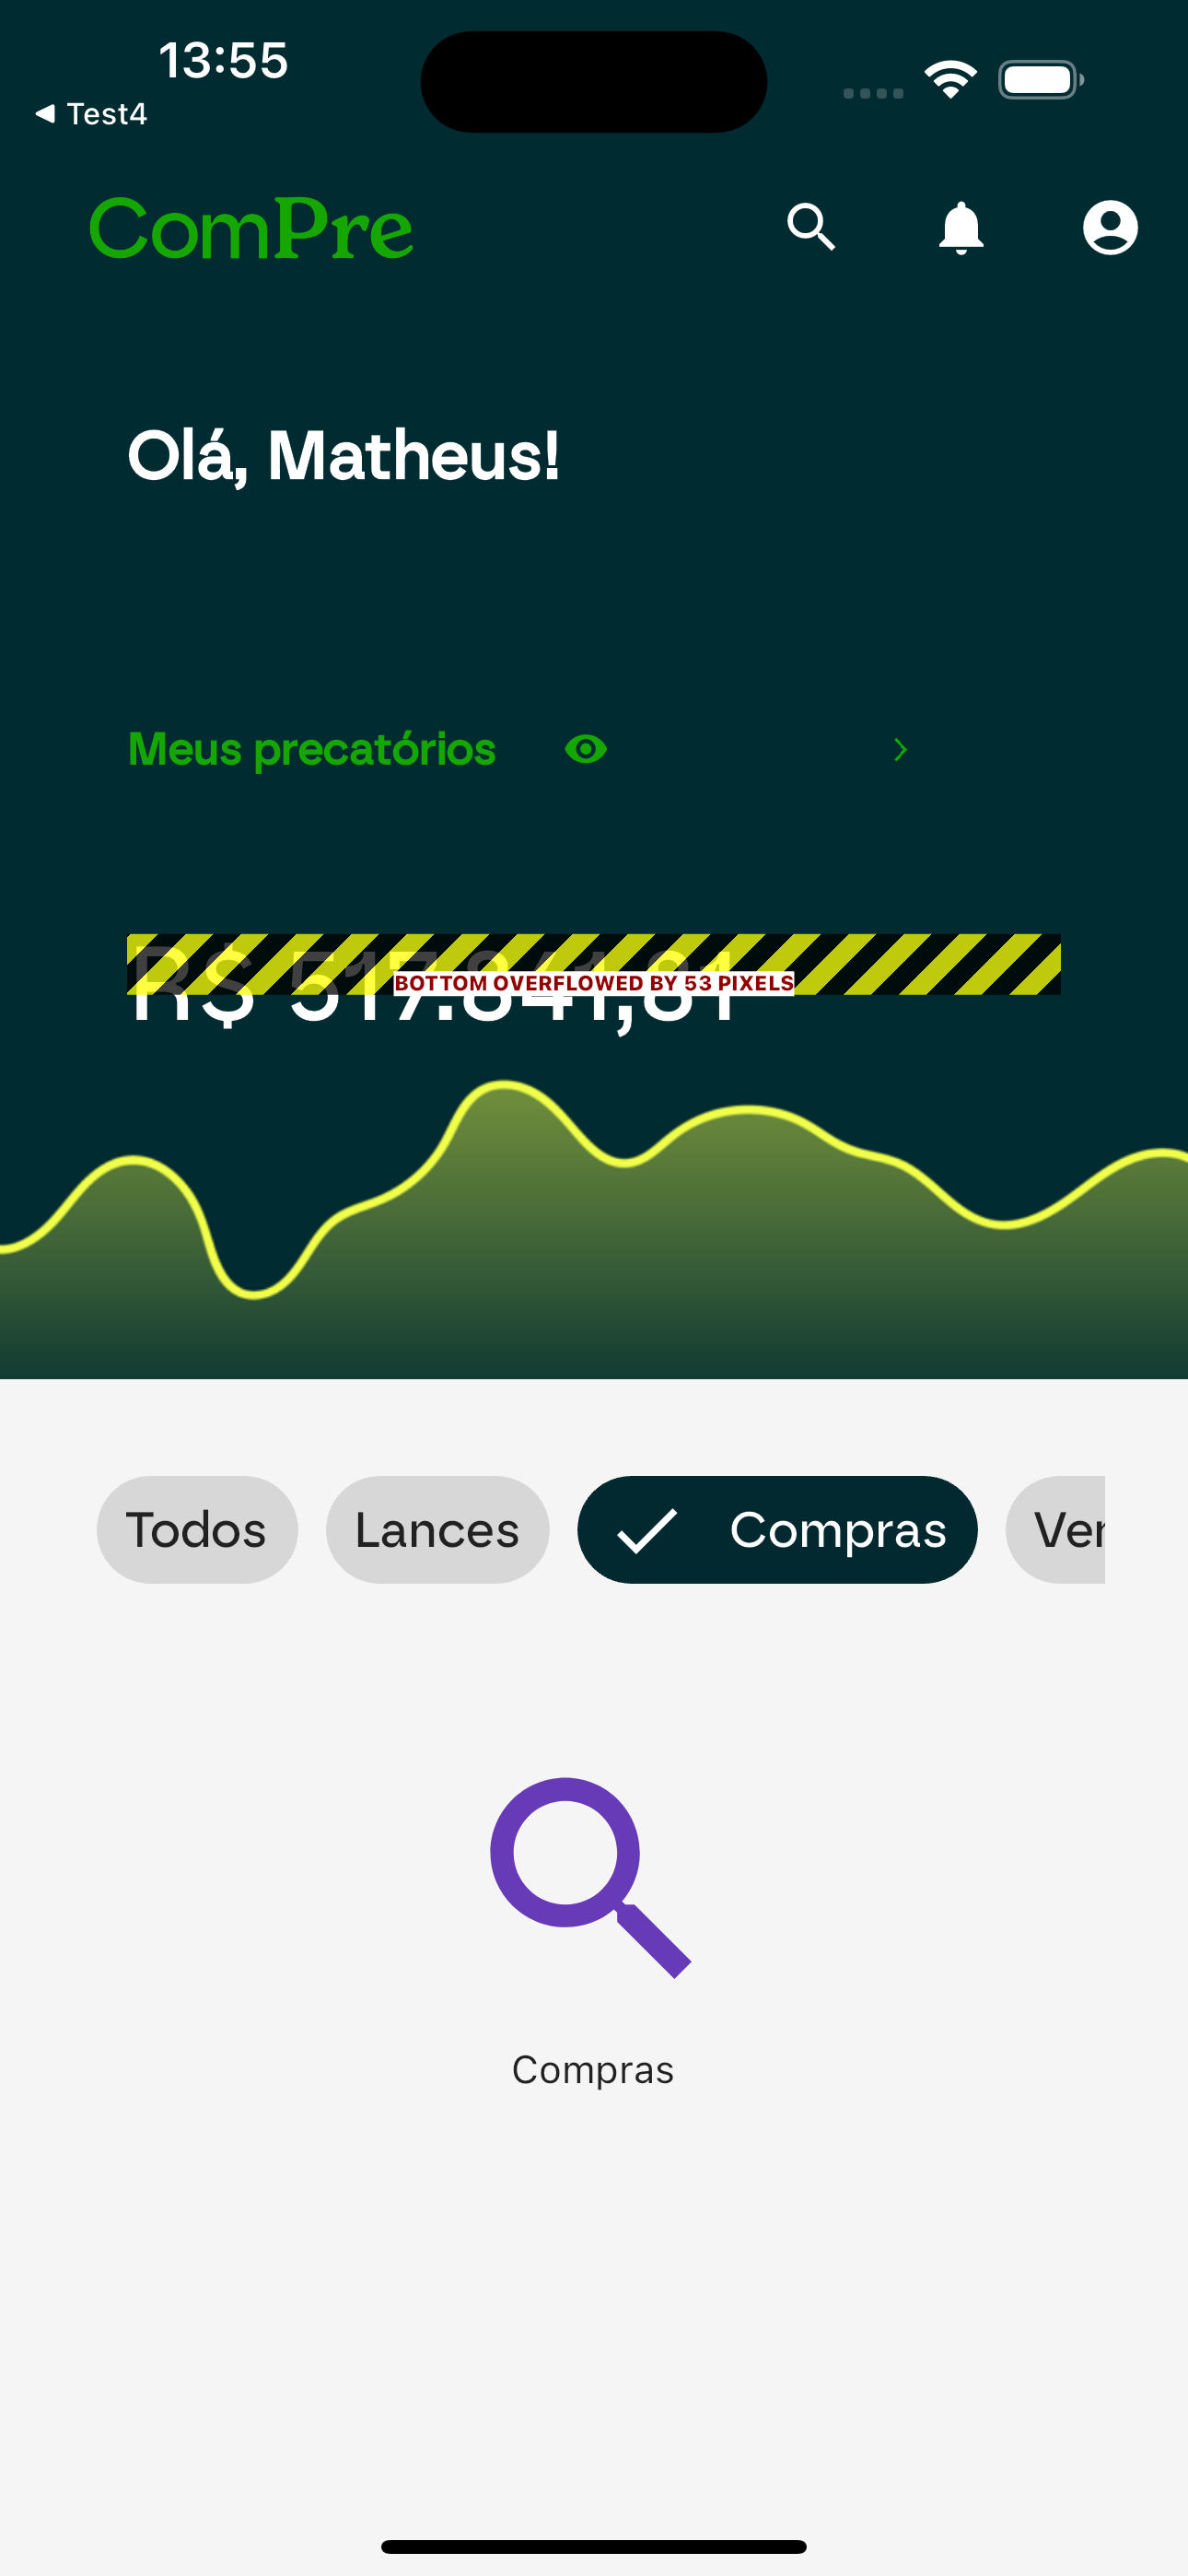 13:55
Test4
ComPre
Olá, Matheus!
Meus precatórios
R$ 517.841,81
BOTTOM OVERFLOWED BY 53 PIXELS
Todos
Lances
Compras
Ver
Compras